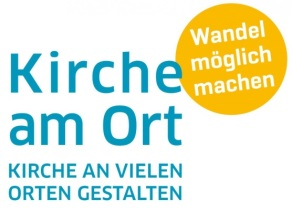 Wandel
möglich
machen
Kirche
am Ort
KIRCHE AN VIELEN
ORTEN GESTALTEN